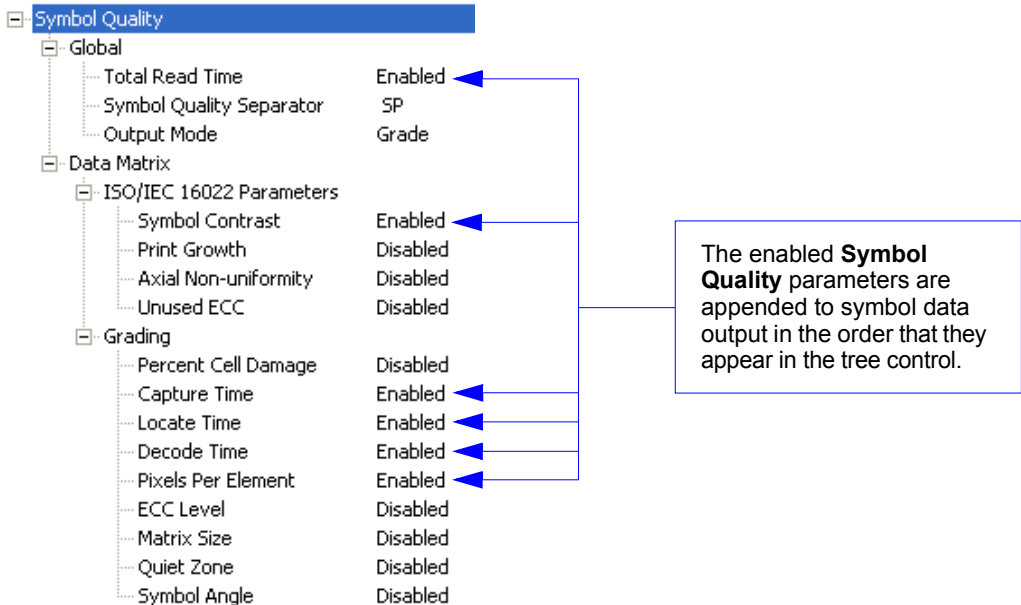 Symbol Quality
Global
Total Read Time Enabled
Symbol Quality Separator SP
Output Mode Grade
Data Matrix
ISO/IEC 16022 Parameters
Symbol Contrast Enabled
Print Growth Disabled
Axial Non-uniformity Disabled
Unused ECC Disabled
Grading
Percent Cell Damage Disabled
Capture Time Enabled
Locate Time Enabled
Decode Time Enabled
Pixels Per Element Enabled
ECC Level Disabled
Matrix Size Disabled
Quiet Zone Disabled
Symbol Angle Disabled
The enabled Symbol
Quality parameters are
appended to symbol data
output in the order that they
appear in the tree control.